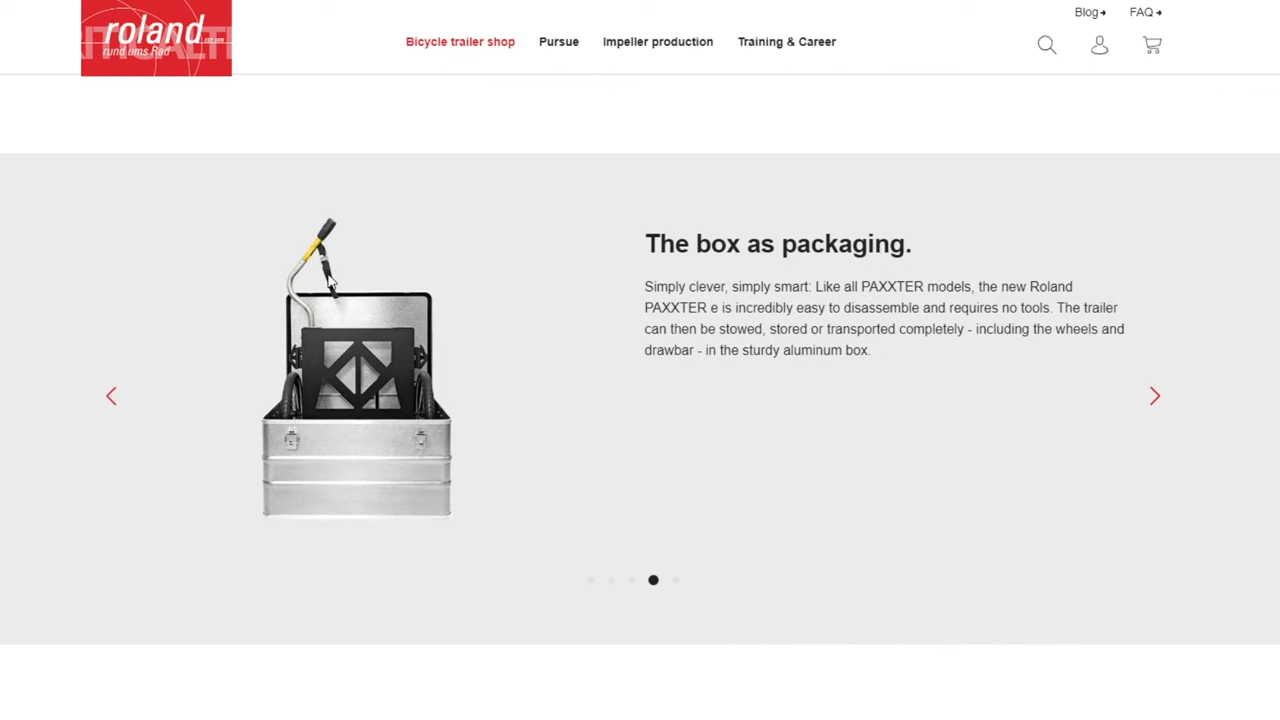 Blog
FAQ
roland
rund ums Rad
Bicycle trailer shop
Pursue
Impeller production
Training & Career
The box as packaging.
Simply clever, simply smart: Like all PAXXTER models, the new Roland
PAXXTER e is incredibly easy to disassemble and requires no tools. The trailer
can then be stowed, stored or transported completely - including the wheels and
drawbar - in the sturdy aluminum box.